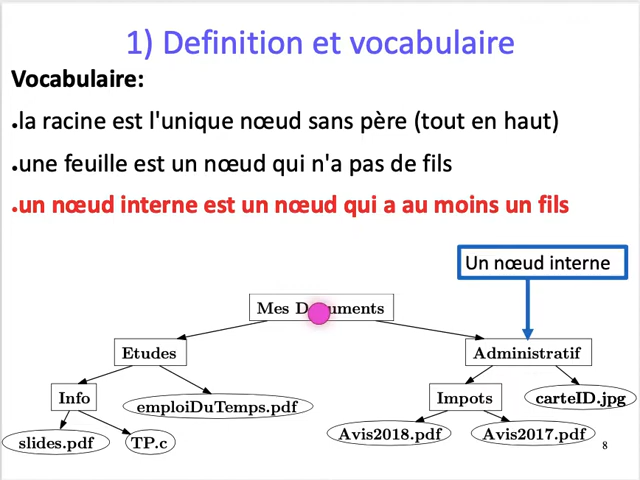 1) Definition et vocabulaire
Vocabulaire:
•la racine est l'unique nœud sans père (tout en haut)
•une feuille est un nœud qui n'a pas de fils
•un nœud interne est un nœud qui a au moins un fils
Un nœud interne
Etudes
Administratif
Info
emploiDuTemps.pdf
Impots
carteID.jpg
slides.pdf
TP.c
Avis2018.pdf
Avis2017.pdf
8
Mes